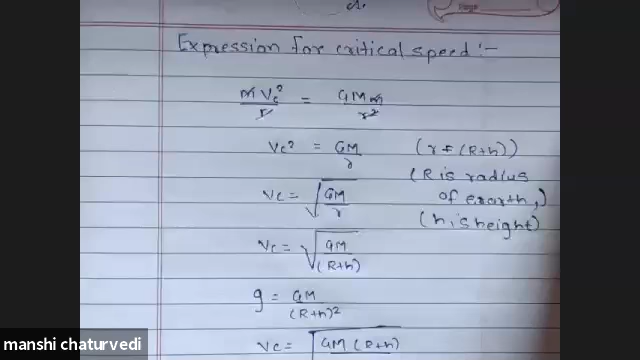 Expression for critical speed :-
mVc²/r = GMm/r²
Vc² = GM/r (r = (R+h))
(R is radius
Vc = √(GM/r) of earth,)
(h is height)
Vc = √(GM/(R+h))
g = GM/(R+h)²
manshi chaturvedi
Vc = √(GM (R+h)